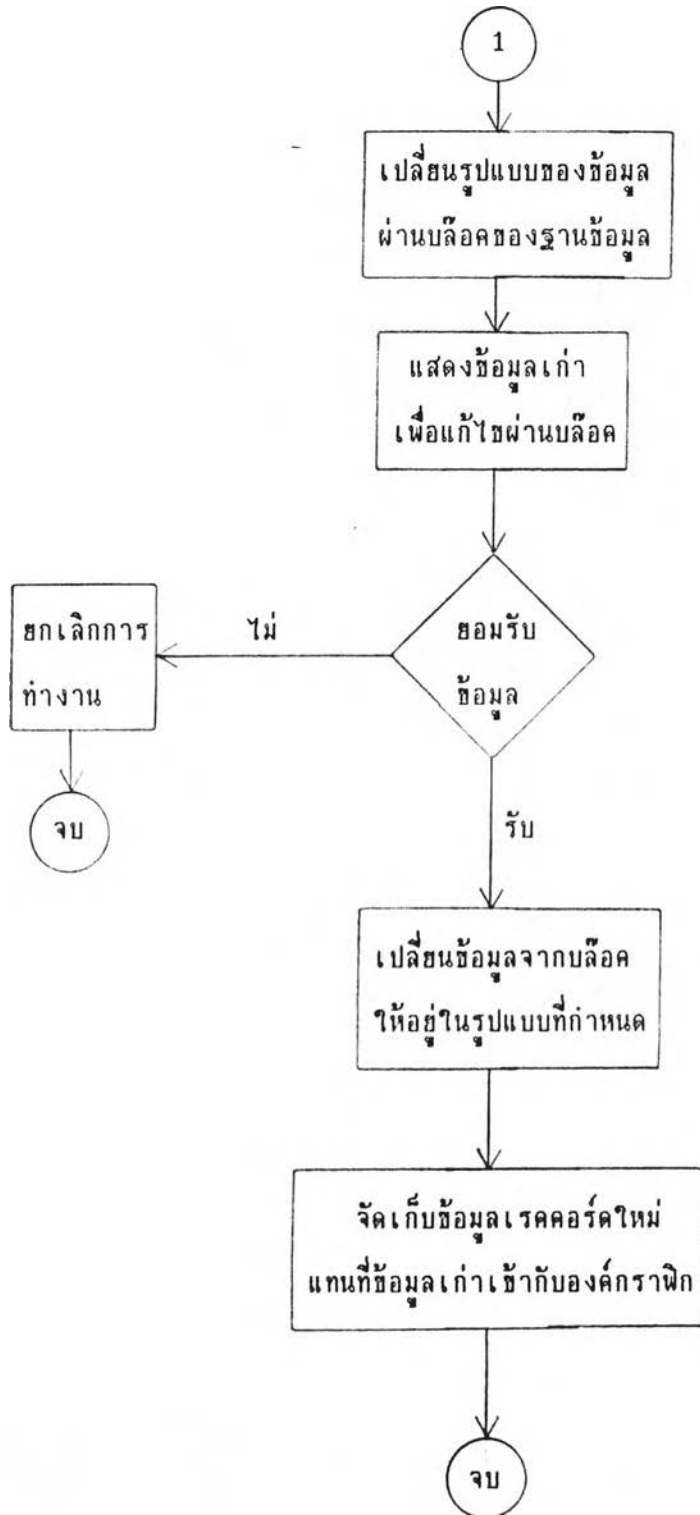 1
เปลี่ยนรูปแบบของข้อมูล
ผ่านบล๊อคของฐานข้อมูล
แสดงข้อมูลเก่า
เพื่อแก้ไขผ่านบล๊อค
ยอมรับ
ข้อมูล
ไม่
ยกเลิกการ
ทำงาน
จบ
รับ
เปลี่ยนข้อมูลจากบล๊อค
ให้อยู่ในรูปแบบที่กำหนด
จัดเก็บข้อมูลเรคคอร์ดใหม่
แทนที่ข้อมูลเก่าเข้ากับองค์กราฟิก
จบ